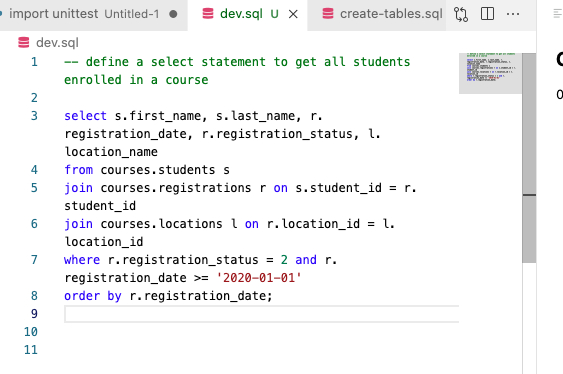 import unittest Untitled-1
dev.sql U
create-tables.sql
dev.sql
1 -- define a select statement to get all students
enrolled in a course
2
3 select s.first_name, s.last_name, r.
registration_date, r.registration_status, l.
location_name
4 from courses.students s
5 join courses.registrations r on s.student_id = r.
student_id
6 join courses.locations l on r.location_id = l.
location_id
7 where r.registration_status = 2 and r.
registration_date >= '2020-01-01'
8 order by r.registration_date;
9
10
11